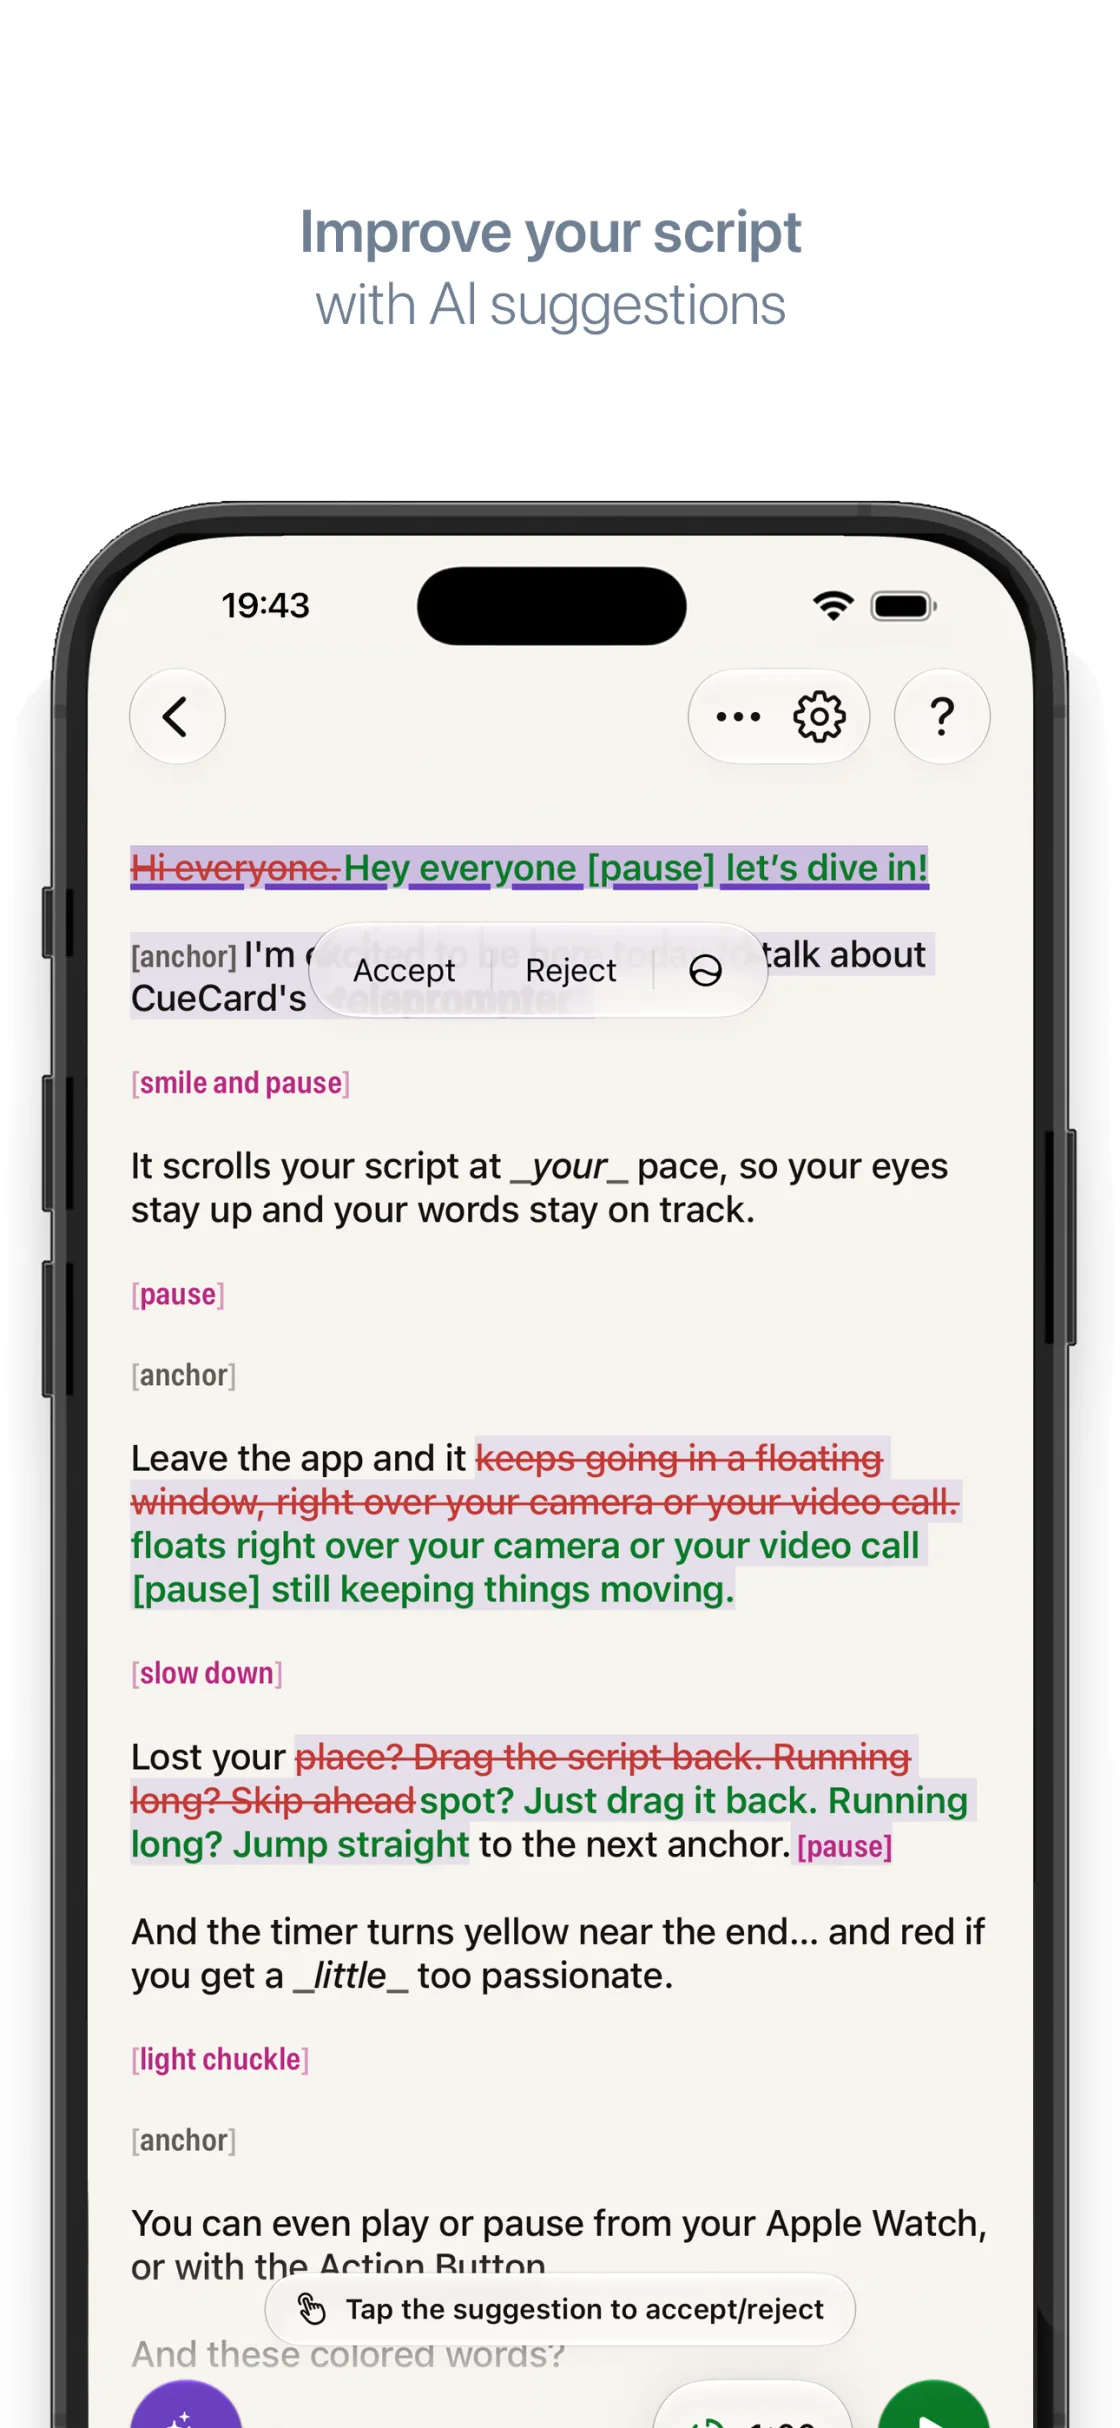 Improve your script
with AI suggestions
19:43
?
Hi everyone. Hey everyone [pause] let's dive in!
[anchor] I'm excited to be here today to talk about
CueCard's teleprompter
Accept Reject
[smile and pause]
It scrolls your script at _your_ pace, so your eyes
stay up and your words stay on track.
[pause]
[anchor]
Leave the app and it keeps going in a floating
window, right over your camera or your video call.
floats right over your camera or your video call
[pause] still keeping things moving.
[slow down]
Lost your place? Drag the script back. Running
long? Skip ahead spot? Just drag it back. Running
long? Jump straight to the next anchor. [pause]
And the timer turns yellow near the end... and red if
you get a _little_ too passionate.
[light chuckle]
[anchor]
You can even play or pause from your Apple Watch,
or with the Action Button
Tap the suggestion to accept/reject
And these colored words?